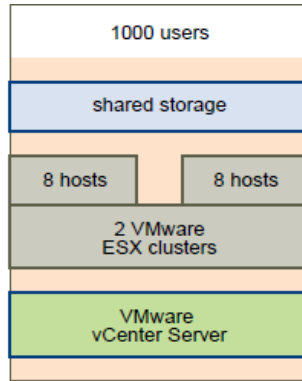 1000 users
shared storage
8 hosts
8 hosts
2 VMware
ESX clusters
VMware
vCenter Server